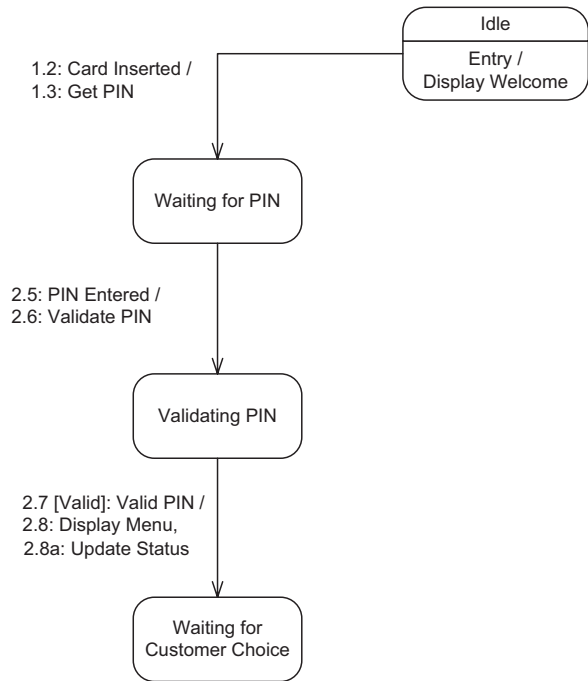 Idle
Entry /
Display Welcome
1.2: Card Inserted /
1.3: Get PIN
Waiting for PIN
2.5: PIN Entered /
2.6: Validate PIN
Validating PIN
2.7 [Valid]: Valid PIN /
2.8: Display Menu,
2.8a: Update Status
Waiting for
Customer Choice